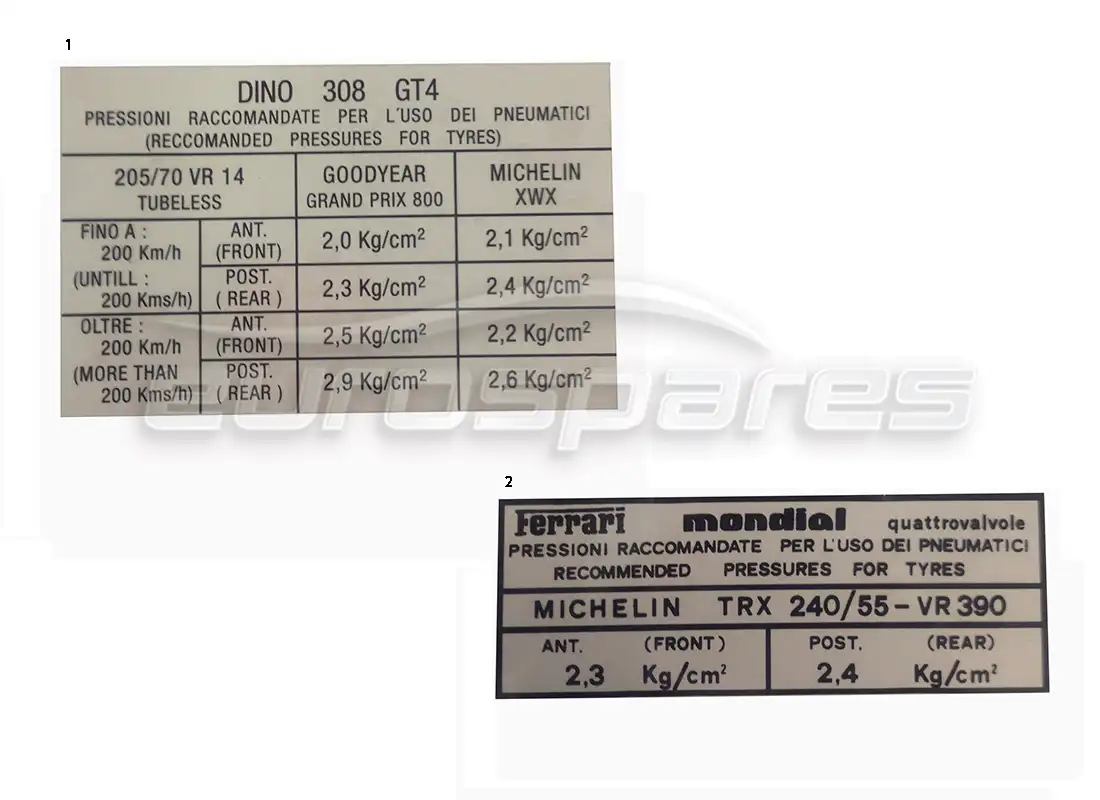 1
DINO 308 GT4
PRESSIONI RACCOMANDATE PER L'USO DEI PNEUMATICI
(RECCOMANDED PRESSURES FOR TYRES)
205/70 VR 14
TUBELESS
GOODYEAR
GRAND PRIX 800
MICHELIN
XWX
FINO A :
200 Km/h
(UNTILL :
200 Kms/h)
ANT.
(FRONT)
2,0 Kg/cm²
2,1 Kg/cm²
POST.
( REAR )
2,3 Kg/cm²
2,4 Kg/cm²
OLTRE :
200 Km/h
(MORE THAN
200 Kms/h)
ANT.
(FRONT)
2,5 Kg/cm²
2,2 Kg/cm²
POST.
( REAR )
2,9 Kg/cm²
2,6 Kg/cm²
eurospares
2
Ferrari mondial quattrovalvole
PRESSIONI RACCOMANDATE PER L'USO DEI PNEUMATICI
RECOMMENDED PRESSURES FOR TYRES
MICHELIN TRX 240/55-VR 390
ANT. (FRONT)
2,3 Kg/cm²
POST. (REAR)
2,4 Kg/cm²